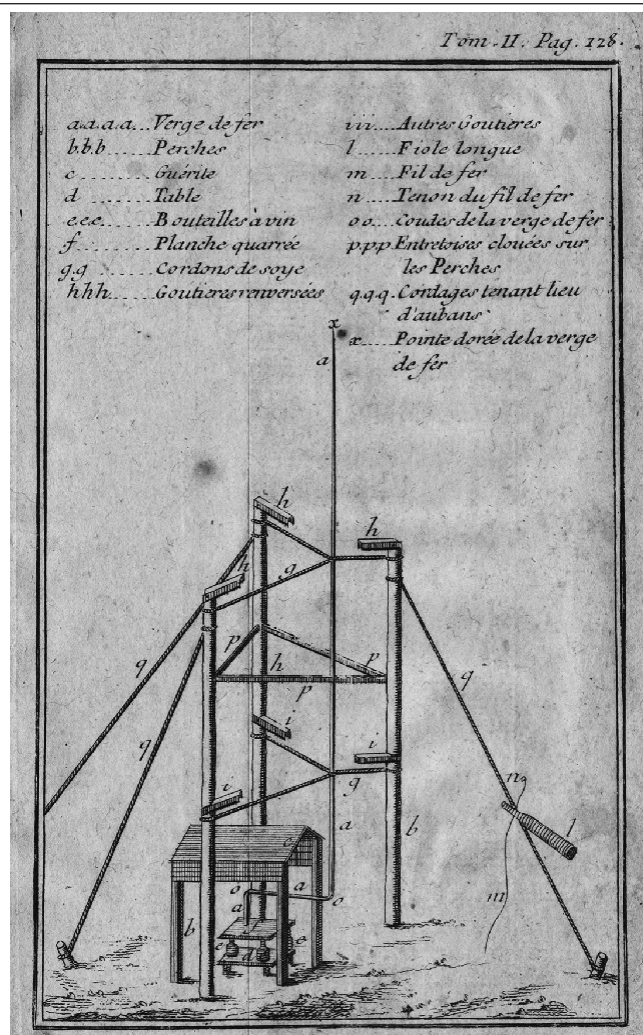 Tom. II. Pag. 128.
a.a.a.a... Verge de fer
b.b.b ...... Perches
c ........... Guérite
d ........... Table
e.e.e. ....... Bouteilles à vin
f ............ Planche quarrée
g.g ........ Cordons de soye
h.h.h ...... Goutieres renversées
i i i .... Autres Goutieres
l ....... Fiole longue
m .... Fil de fer
n ..... Tenon du fil de fer
o o .... Coudes de la verge de fer
p.p.p. Entretoises clouées sur
les Perches
q.q.q. Cordages tenant lieu
d'aubans
x ..... Pointe dorée de la verge
de fer
x
a
h
h
h
g
p
p
h
p
q
q
q
i
i
i
g
a
b
n
l
m
c
o
a
o
a
b
e
d
e